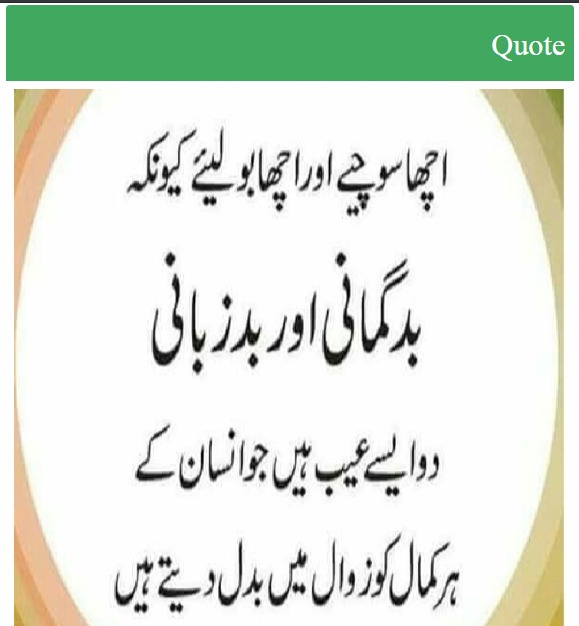 Quote
اچھا سوچیے اور اچھا بولیئے کیونکہ
بدگمانی اور بدزبانی
دو ایسے عیب ہیں جو انسان کے
ہر کمال کو زوال میں بدل دیتے ہیں